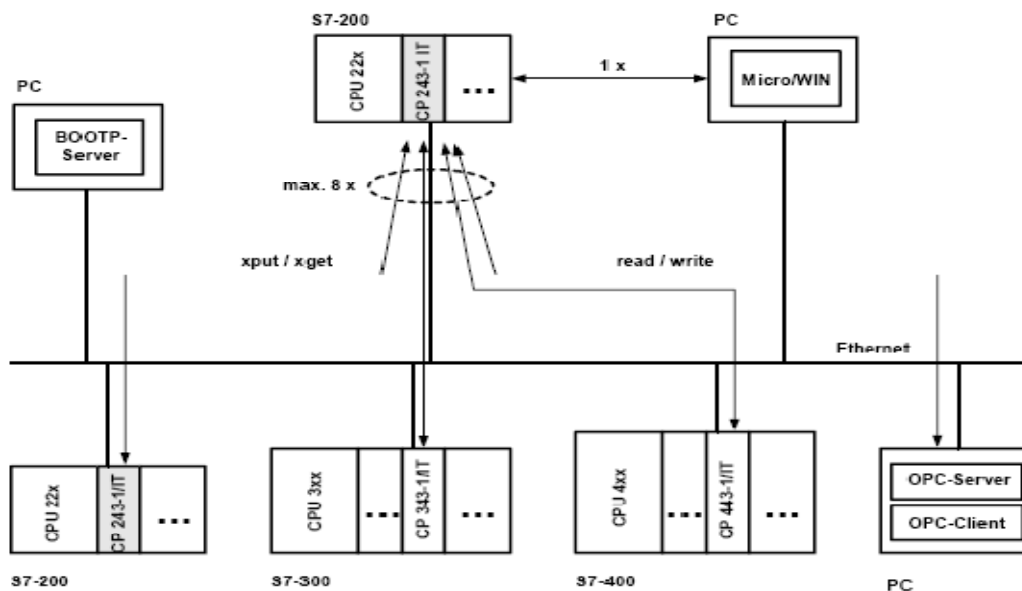 S7-200
PC
CPU 22x
CP 243-1 IT
...
1 x
Micro/WIN
PC
BOOTP-
Server
max. 8 x
xput / xget
read / write
Ethernet
CPU 22x
CP 243-1/IT
...
CPU 3xx
...
CP 343-1/IT
...
CPU 4xx
...
CP 443-1/IT
...
OPC-Server
OPC-Client
S7-200
S7-300
S7-400
PC